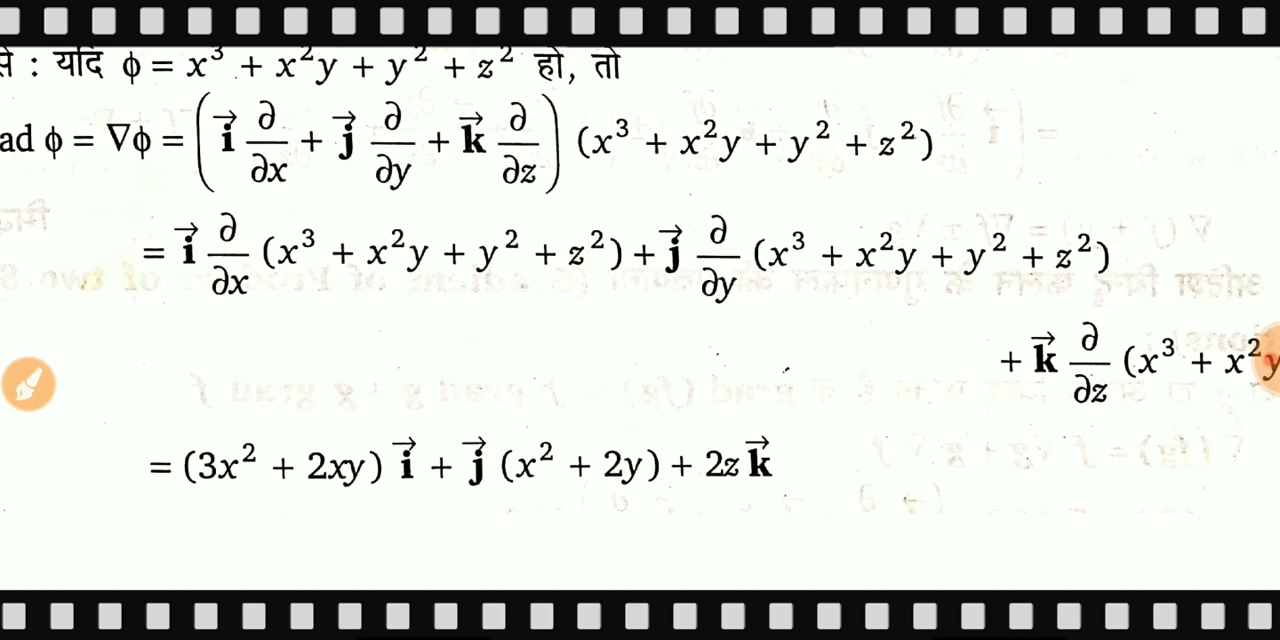 : यदि ϕ = x³ + x²y + y² + z² हो, तो
ad ϕ = ∇ϕ = (i⃗ ∂/∂x + j⃗ ∂/∂y + k⃗ ∂/∂z) (x³ + x²y + y² + z²)
= i⃗ ∂/∂x (x³ + x²y + y² + z²) + j⃗ ∂/∂y (x³ + x²y + y² + z²)
+ k⃗ ∂/∂z (x³ + x²y
= (3x² + 2xy) i⃗ + j⃗ (x² + 2y) + 2z k⃗